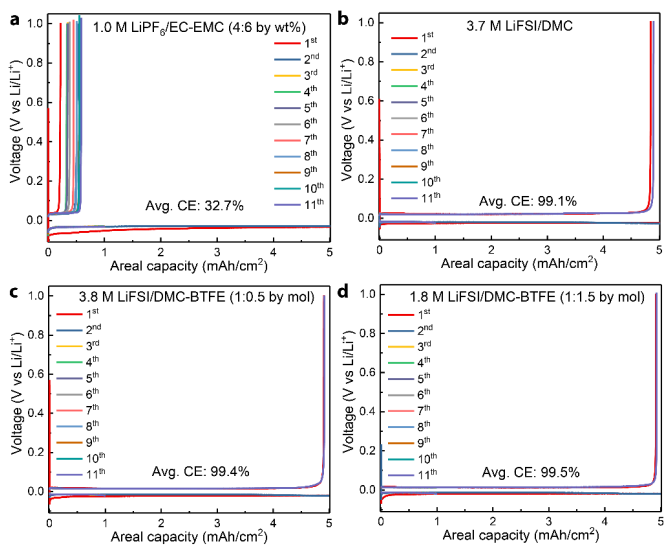 a
1.0 M LiPF6/EC-EMC (4:6 by wt%)
1st
2nd
3rd
4th
5th
6th
7th
8th
9th
10th
11th
Avg. CE: 32.7%
1.0
0.8
0.6
0.4
0.2
0.0
Voltage (V vs Li/Li+)
0 1 2 3 4 5
Areal capacity (mAh/cm2)
b
3.7 M LiFSI/DMC
1st
2nd
3rd
4th
5th
6th
7th
8th
9th
10th
11th
Avg. CE: 99.1%
1.0
0.8
0.6
0.4
0.2
0.0
Voltage (V vs Li/Li+)
0 1 2 3 4 5
Areal capacity (mAh/cm2)
c
3.8 M LiFSI/DMC-BTFE (1:0.5 by mol)
1st
2nd
3rd
4th
5th
6th
7th
8th
9th
10th
11th
Avg. CE: 99.4%
1.0
0.8
0.6
0.4
0.2
0.0
Voltage (V vs Li/Li+)
0 1 2 3 4 5
Areal capacity (mAh/cm2)
d
1.8 M LiFSI/DMC-BTFE (1:1.5 by mol)
1st
2nd
3rd
4th
5th
6th
7th
8th
9th
10th
11th
Avg. CE: 99.5%
1.0
0.8
0.6
0.4
0.2
0.0
Voltage (V vs Li/Li+)
0 1 2 3 4 5
Areal capacity (mAh/cm2)